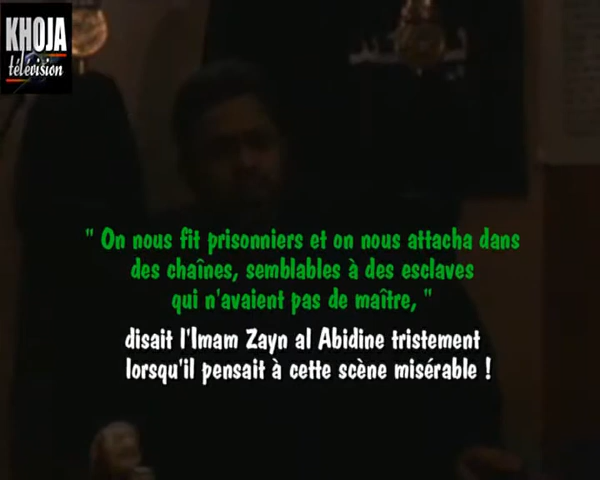 KHOJA
télévision
" On nous fit prisonniers et on nous attacha dans
des chaînes, semblables à des esclaves
qui n'avaient pas de maître, "
disait l'Imam Zayn al Abidine tristement
lorsqu'il pensait à cette scène misérable !